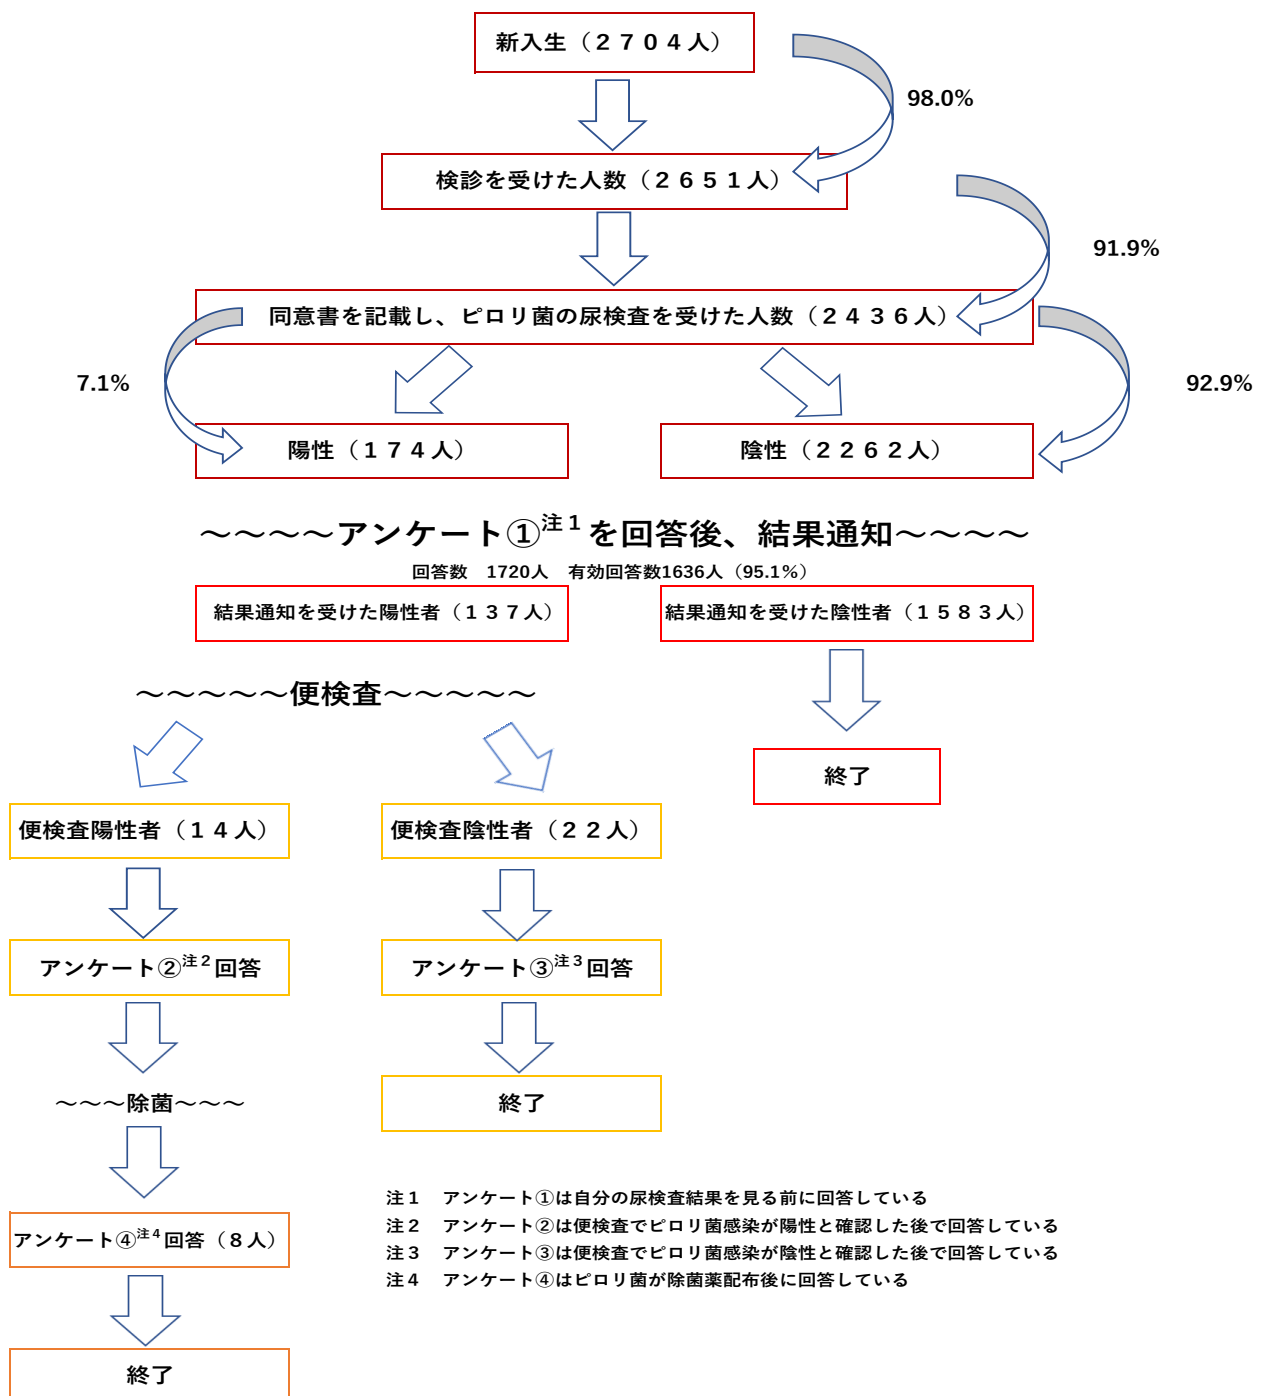 新入生（２７０４人）
98.0%
検診を受けた人数（２６５１人）
91.9%
同意書を記載し、ピロリ菌の尿検査を受けた人数（２４３６人）
7.1%
92.9%
陽性（１７４人）
陰性（２２６２人）
～～～～アンケート①注１を回答後、結果通知～～～～
回答数　1720人　有効回答数1636人（95.1%）
結果通知を受けた陽性者（１３７人）
結果通知を受けた陰性者（１５８３人）
～～～～～便検査～～～～～
終了
便検査陽性者（１４人）
便検査陰性者（２２人）
アンケート②注２回答
アンケート③注３回答
～～～除菌～～～
終了
注１　アンケート①は自分の尿検査結果を見る前に回答している
注２　アンケート②は便検査でピロリ菌感染が陽性と確認した後で回答している
注３　アンケート③は便検査でピロリ菌感染が陰性と確認した後で回答している
注４　アンケート④はピロリ菌が除菌薬配布後に回答している
アンケート④注４回答（８人）
終了